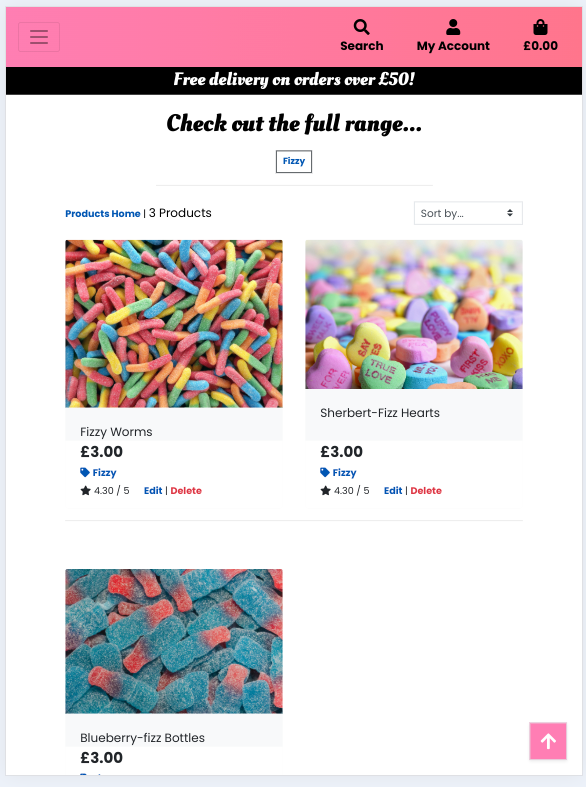 Search
My Account
£0.00
Free delivery on orders over £50!
Check out the full range...
Fizzy
Products Home | 3 Products
Sort by...
TRUE LOVE
Fizzy Worms
£3.00
Fizzy
4.30 / 5 Edit | Delete
Sherbert-Fizz Hearts
£3.00
Fizzy
4.30 / 5 Edit | Delete
Blueberry-fizz Bottles
£3.00